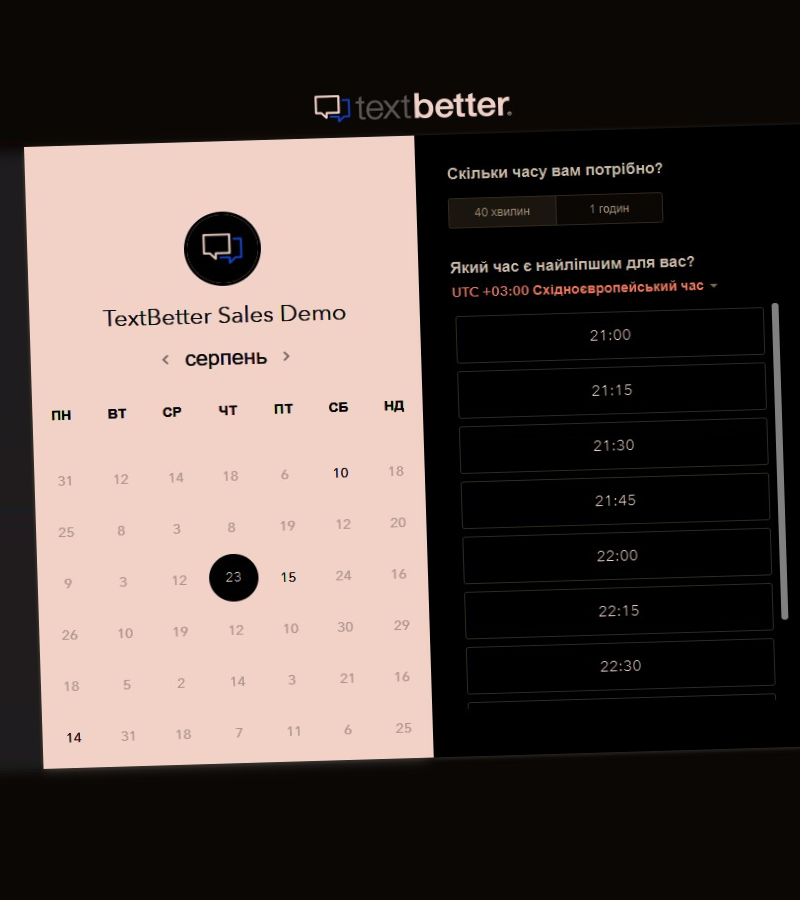 textbetter.
TextBetter Sales Demo
серпень
ПН ВТ СР ЧТ ПТ СБ НД
31 12 14 18 6 10 18
25 8 3 8 19 12 20
9 3 12 23 15 24 16
26 10 19 12 10 30 29
18 5 2 14 3 21 16
14 31 18 7 11 6 25
Скільки часу вам потрібно?
40 хвилин 1 годин
Який час є найліпшим для вас?
UTC +03:00 Східноєвропейський час
21:00
21:15
21:30
21:45
22:00
22:15
22:30